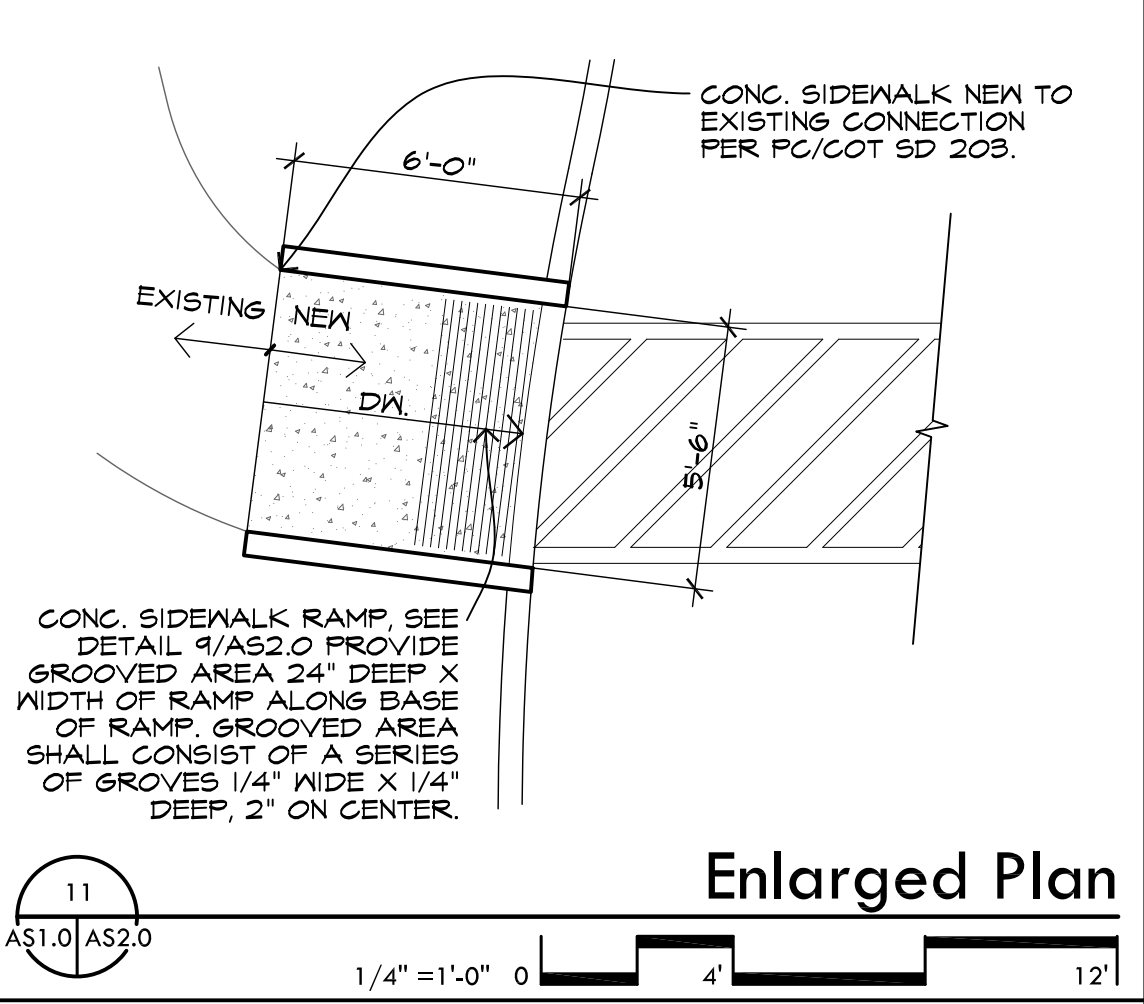 CONC. SIDEWALK NEW TO
EXISTING CONNECTION
PER PC/COT SD 203.
6'-0"
EXISTING
NEW
DW.
5'-6"
CONC. SIDEWALK RAMP, SEE
DETAIL 9/AS2.0 PROVIDE
GROOVED AREA 24" DEEP X
WIDTH OF RAMP ALONG BASE
OF RAMP. GROOVED AREA
SHALL CONSIST OF A SERIES
OF GROVES 1/4" WIDE X 1/4"
DEEP, 2" ON CENTER.
Enlarged Plan
11
AS1.0 AS2.0
1/4" =1'-0" 0 4' 12'